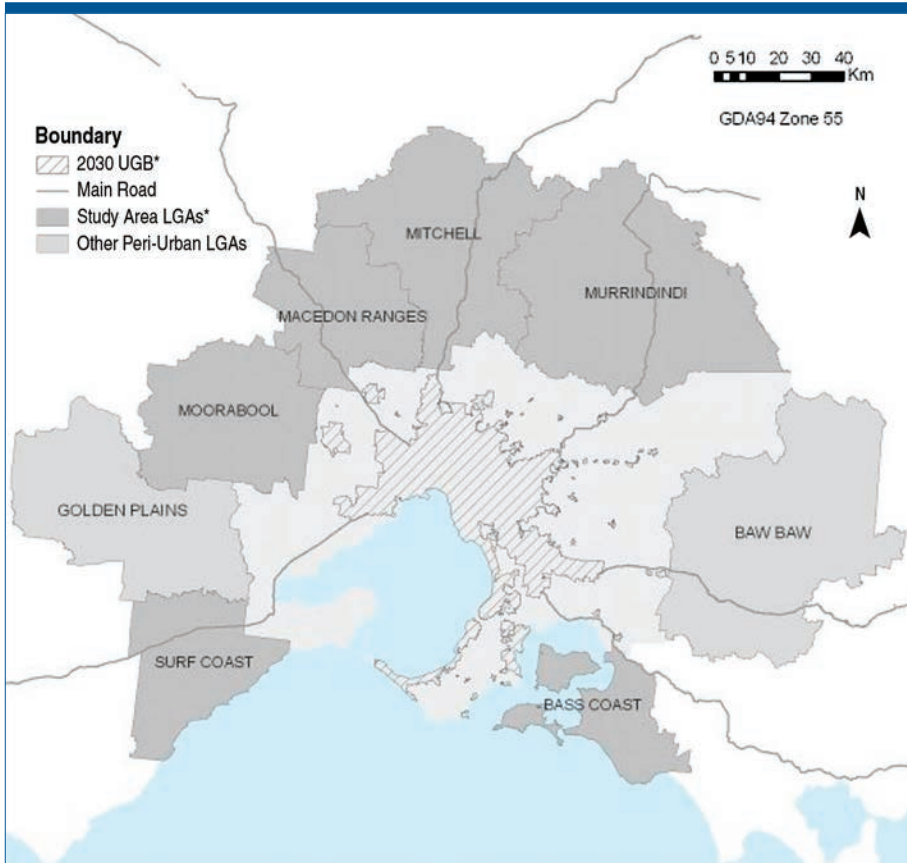 0 5 10 20 30 40
Km
GDA94 Zone 55
Boundary
2030 UGB*
Main Road
Study Area LGAs*
Other Peri-Urban LGAs
N
MITCHELL
MURRINDINDI
MACEDON RANGES
MOORABOOL
GOLDEN PLAINS
BAW BAW
SURF COAST
BASS COAST